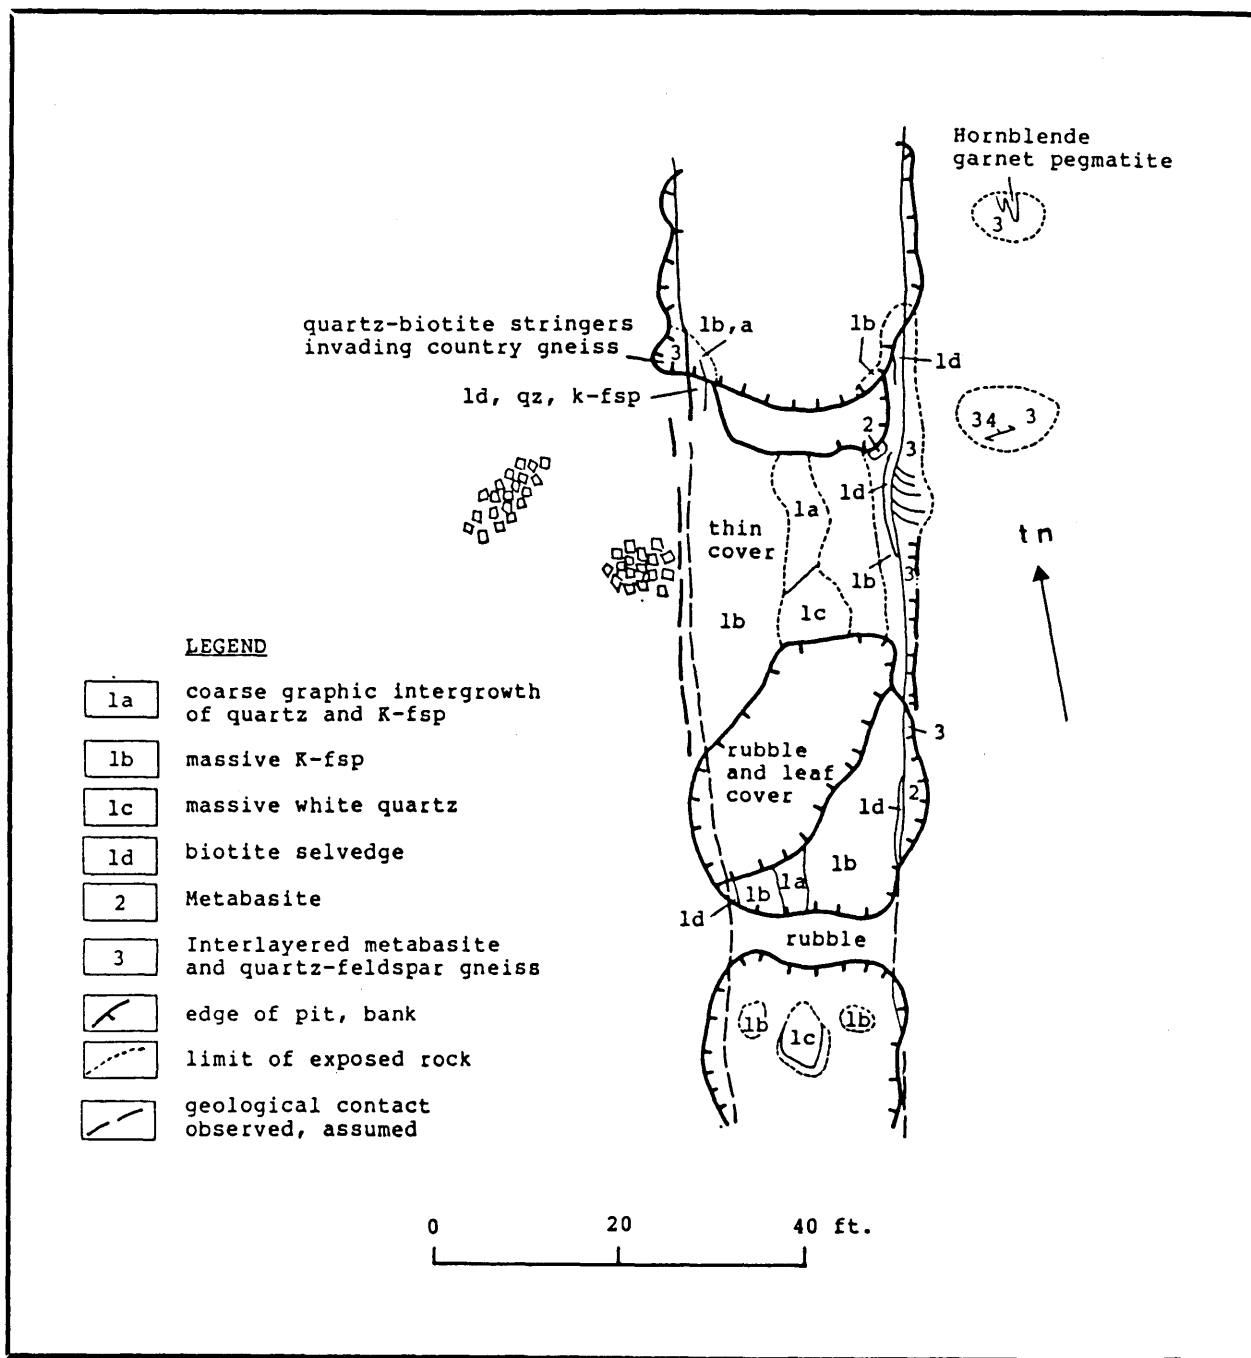 Hornblende
garnet pegmatite
3
quartz-biotite stringers
invading country gneiss
3
1b,a
1b
1d
1d, qz, k-fsp
2
34
3
3
1a
1d
thin
cover
tn
1b
3
1b
1c
LEGEND
1a
coarse graphic intergrowth
of quartz and K-fsp
1b
massive K-fsp
1c
massive white quartz
1d
biotite selvedge
2
Metabasite
3
Interlayered metabasite
and quartz-feldspar gneiss
edge of pit, bank
limit of exposed rock
geological contact
observed, assumed
rubble
and leaf
cover
3
2
1d
1b
1a
1b
1d
rubble
1b
1c
1b
0
20
40 ft.